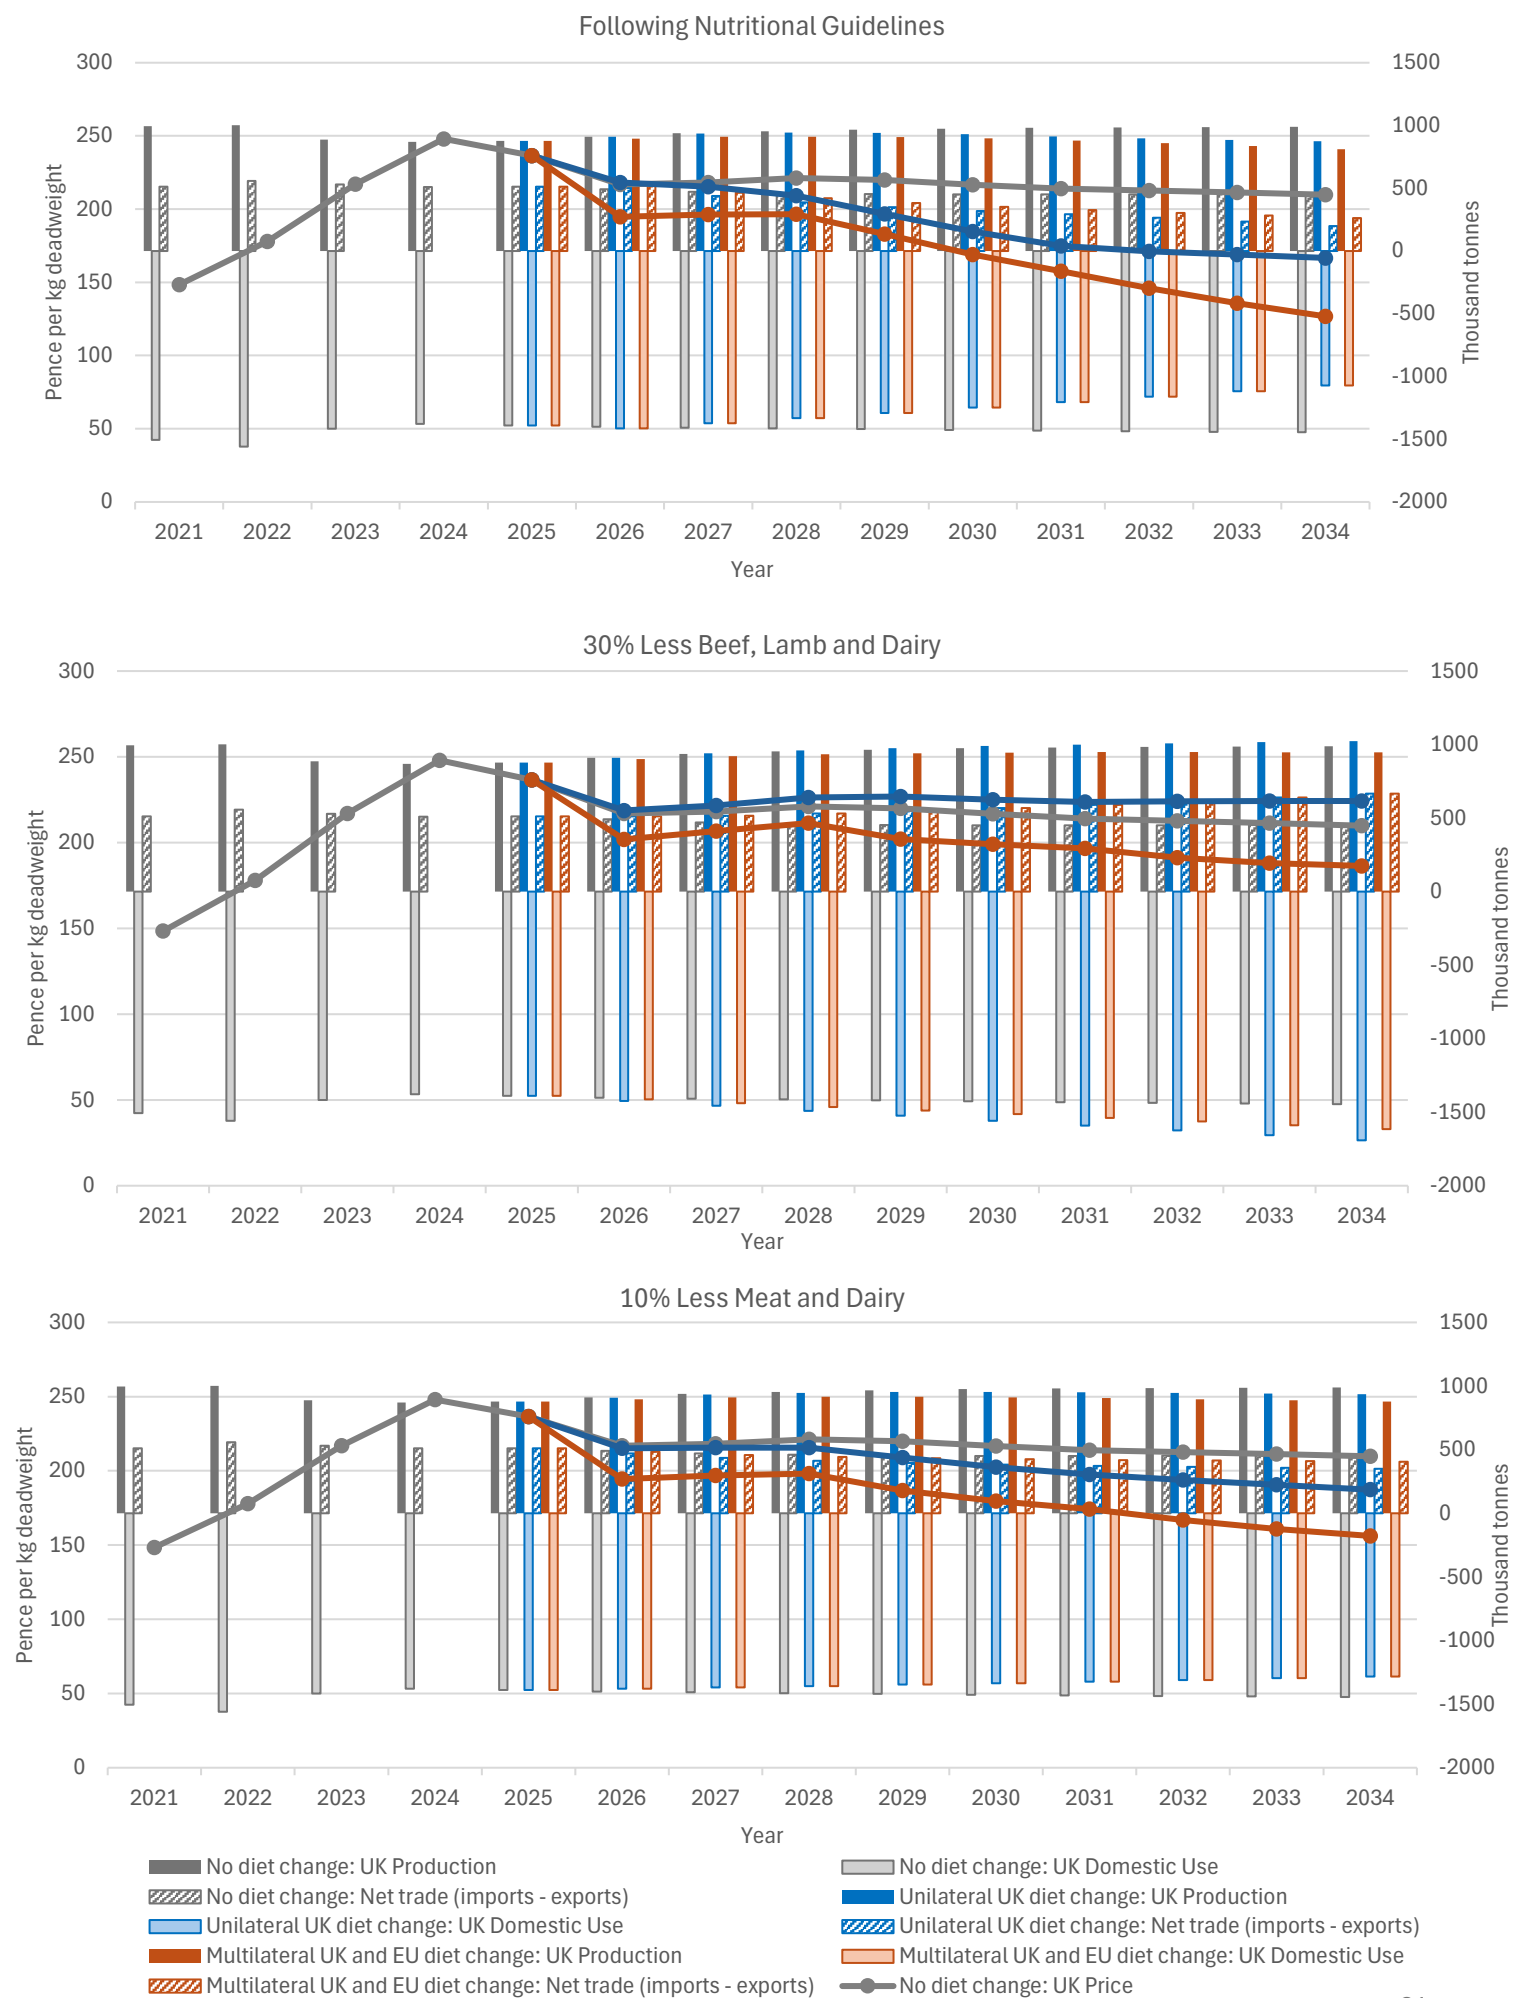 Following Nutritional Guidelines
300
250
200
150
100
50
0
1500
1000
500
0
-500
-1000
-1500
-2000
Pence per kg deadweight
Thousand tonnes
2021 2022 2023 2024 2025 2026 2027 2028 2029 2030 2031 2032 2033 2034
Year
30% Less Beef, Lamb and Dairy
300
250
200
150
100
50
0
1500
1000
500
0
-500
-1000
-1500
-2000
Pence per kg deadweight
Thousand tonnes
2021 2022 2023 2024 2025 2026 2027 2028 2029 2030 2031 2032 2033 2034
Year
10% Less Meat and Dairy
300
250
200
150
100
50
0
1500
1000
500
0
-500
-1000
-1500
-2000
Pence per kg deadweight
Thousand tonnes
2021 2022 2023 2024 2025 2026 2027 2028 2029 2030 2031 2032 2033 2034
Year
No diet change: UK Production
No diet change: UK Domestic Use
No diet change: Net trade (imports - exports)
Unilateral UK diet change: UK Production
Unilateral UK diet change: UK Domestic Use
Unilateral UK diet change: Net trade (imports - exports)
Multilateral UK and EU diet change: UK Production
Multilateral UK and EU diet change: UK Domestic Use
Multilateral UK and EU diet change: Net trade (imports - exports)
No diet change: UK Price